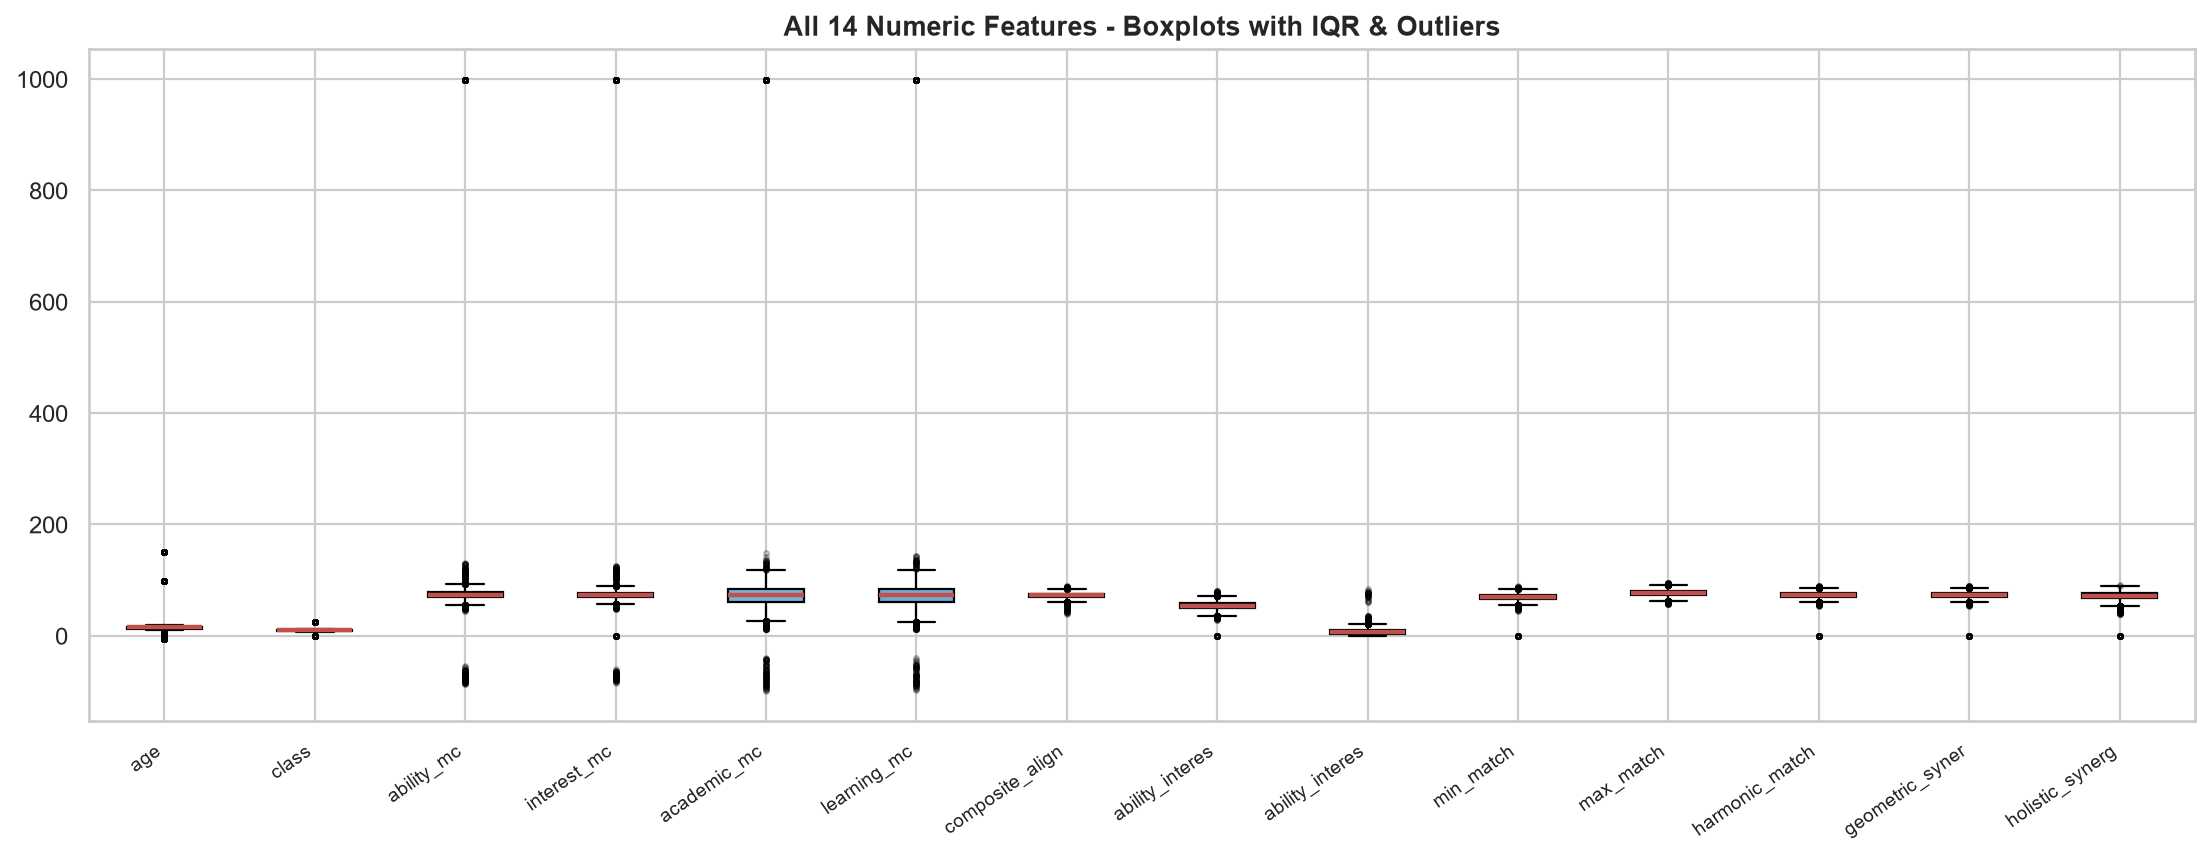 All 14 Numeric Features - Boxplots with IQR & Outliers
1000
800
600
400
200
0
age
class
ability_mc
interest_mc
academic_mc
learning_mc
composite_align
ability_interes
ability_interes
min_match
max_match
harmonic_match
geometric_syner
holistic_synerg